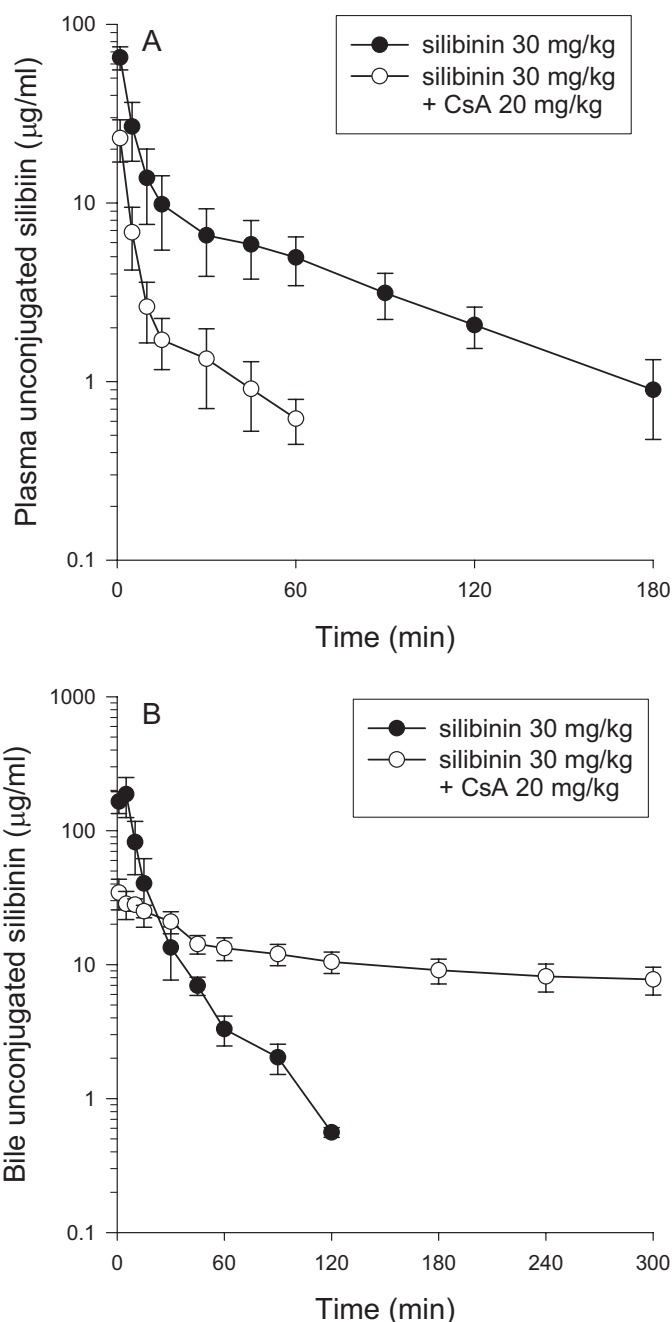 A
silibinin 30 mg/kg
silibinin 30 mg/kg
+ CsA 20 mg/kg
Plasma unconjugated silibiin (μg/ml)
100
10
1
0.1
0
60
120
180
Time (min)
B
silibinin 30 mg/kg
silibinin 30 mg/kg
+ CsA 20 mg/kg
Bile unconjugated silibinin (μg/ml)
1000
100
10
1
0.1
0
60
120
180
240
300
Time (min)